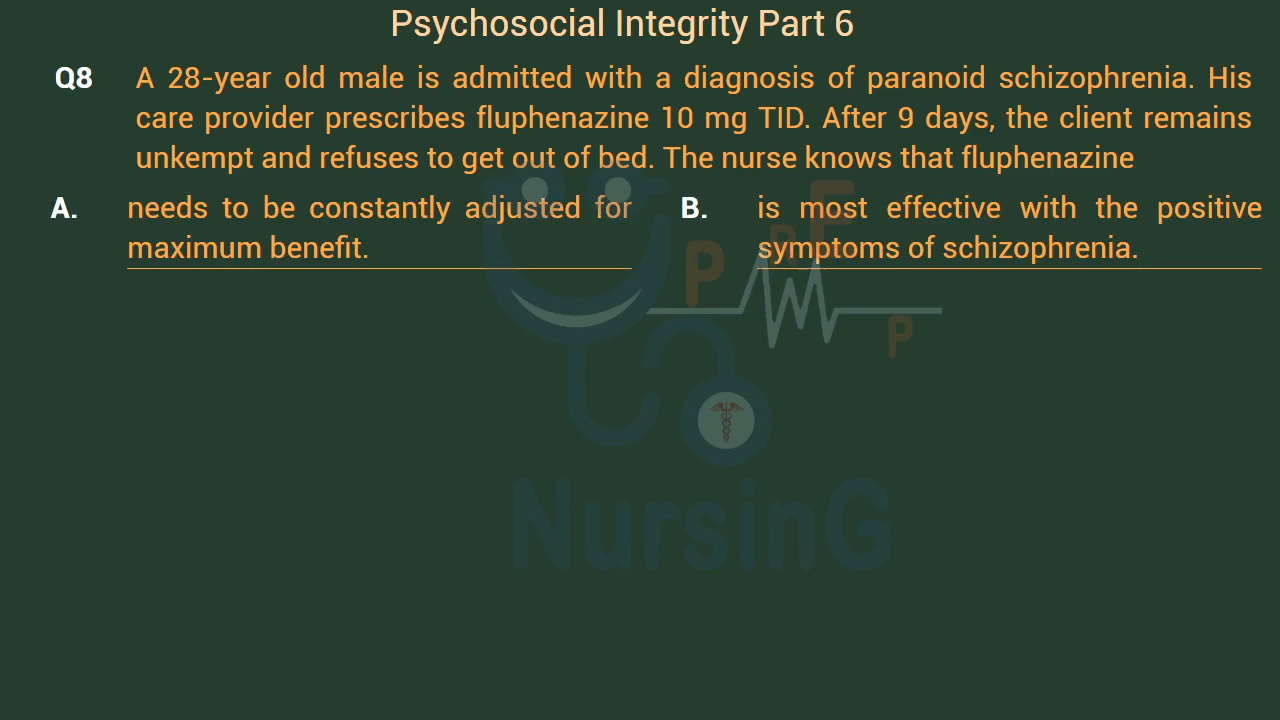 Psychosocial Integrity Part 6
Q8 A 28-year old male is admitted with a diagnosis of paranoid schizophrenia. His
care provider prescribes fluphenazine 10 mg TID. After 9 days, the client remains
unkempt and refuses to get out of bed. The nurse knows that fluphenazine
A. needs to be constantly adjusted for
maximum benefit.
B. is most effective with the positive
symptoms of schizophrenia.
P R F
P
NursinG